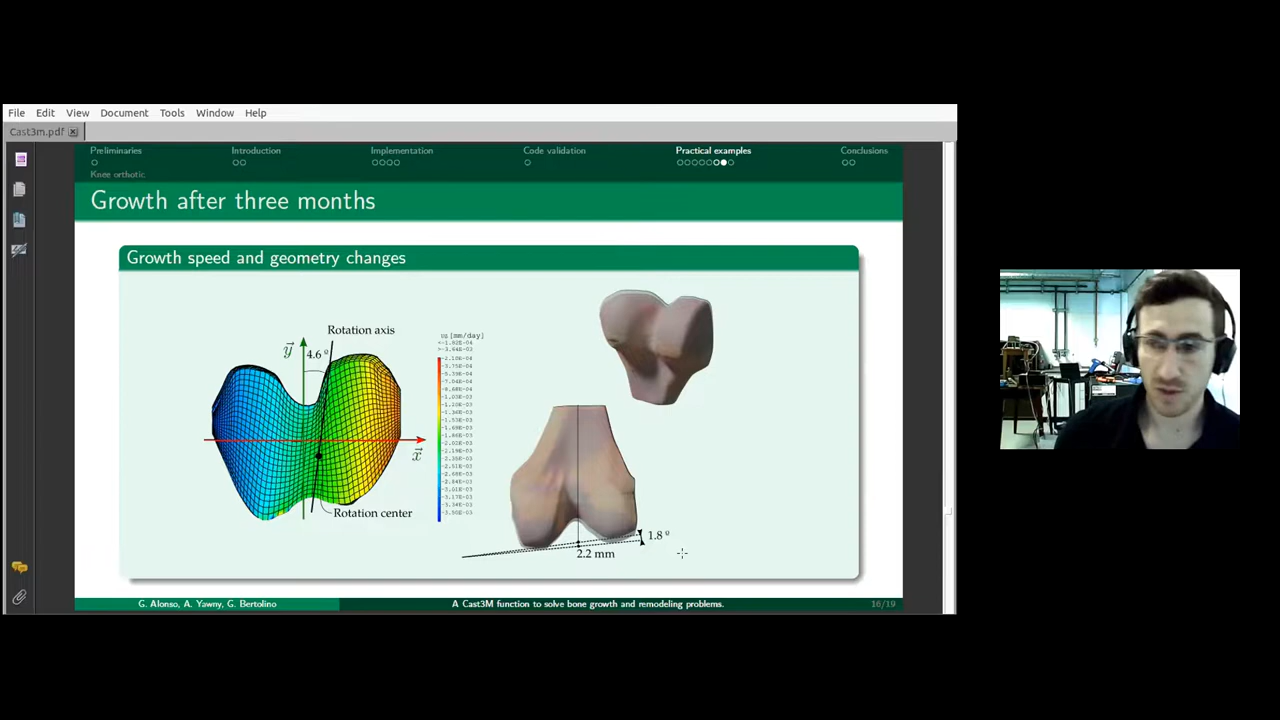 File Edit View Document Tools Window Help
Cast3m.pdf
Preliminaries Introduction Implementation Code validation Practical examples Conclusions
Knee orthotic
Growth after three months
Growth speed and geometry changes
Rotation axis
y
4.6 º
x
Rotation center
[mm/day]
1.8 º
2.2 mm
G. Alonso, A. Yawny, G. Bertolino A Cast3M function to solve bone growth and remodeling problems. 16/19